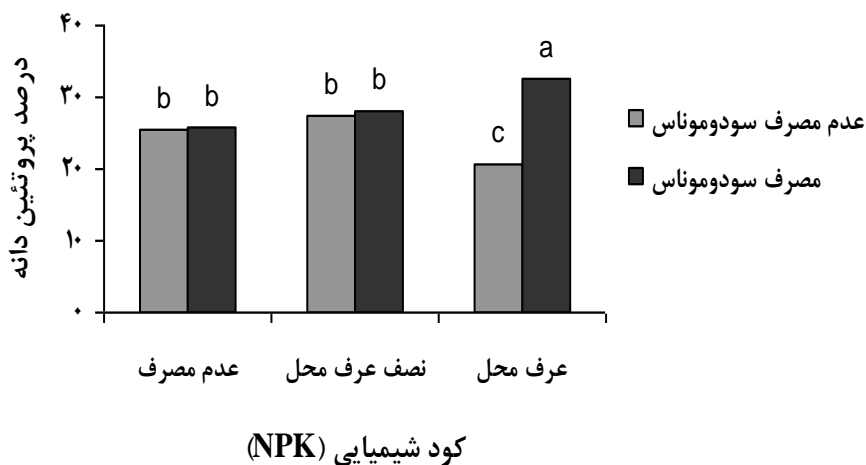 درصد پروتئین دانه
۴۰
۳۰
۲۰
۱۰
۰
b b
b b
c a
عدم مصرف سودوموناس
مصرف سودوموناس
عدم مصرف
نصف عرف محل
عرف محل
کود شیمیایی (NPK)